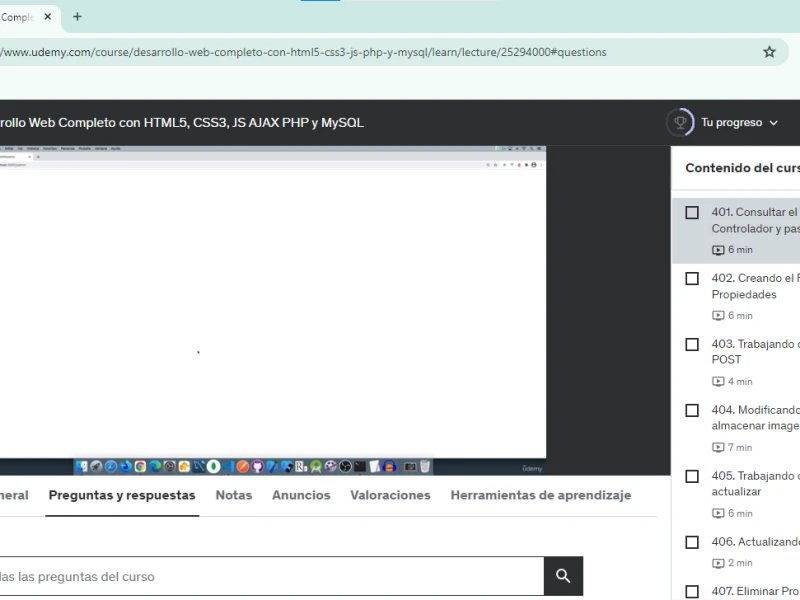 Comple
/www.udemy.com/course/desarrollo-web-completo-con-html5-css3-js-php-y-mysql/learn/lecture/25294000#questions
rollo Web Completo con HTML5, CSS3, JS AJAX PHP y MySQL
Tu progreso
Contenido del curs
401. Consultar el
Controlador y pas
6 min
402. Creando el F
Propiedades
6 min
403. Trabajando c
POST
4 min
404. Modificando
almacenar image
7 min
405. Trabajando c
actualizar
6 min
406. Actualizando
2 min
407. Eliminar Pro
Udemy
neral
Preguntas y respuestas
Notas
Anuncios
Valoraciones
Herramientas de aprendizaje
las las preguntas del curso